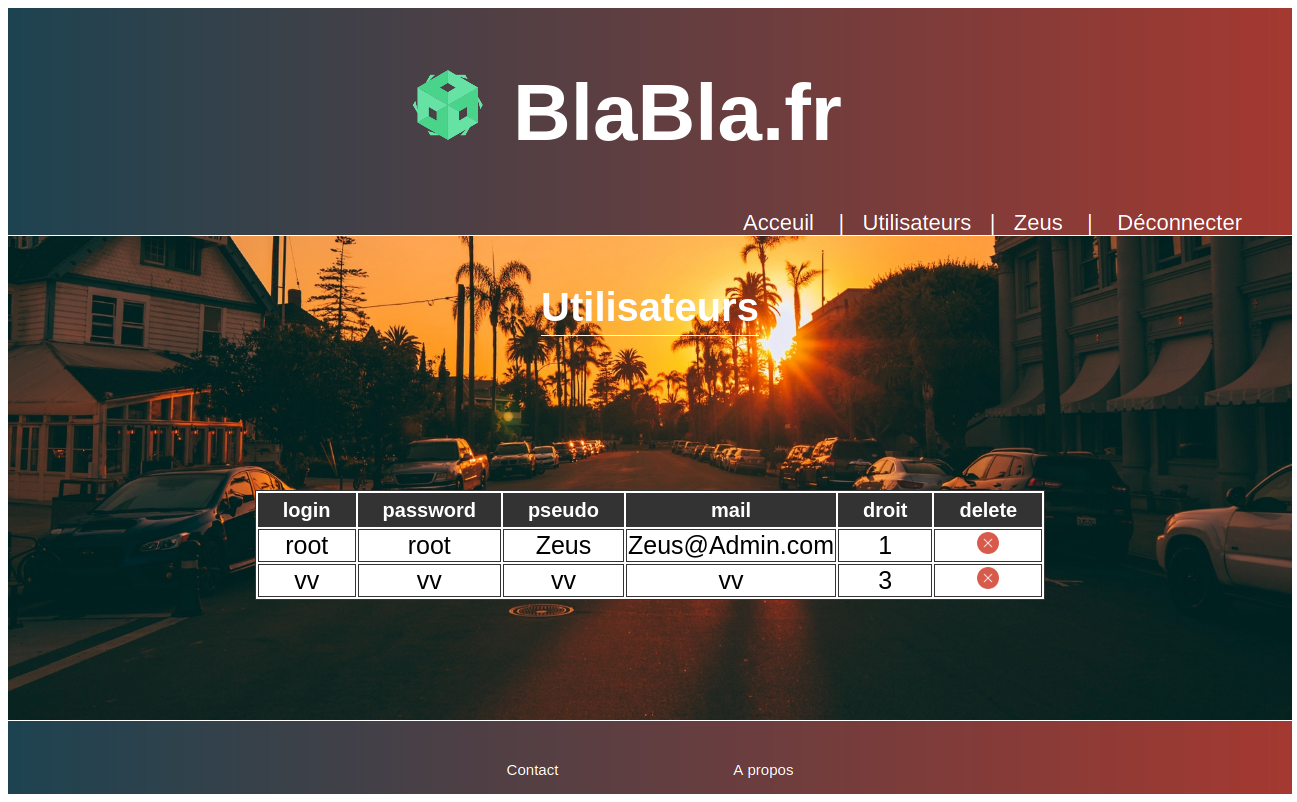 BlaBla.fr
Acceuil | Utilisateurs | Zeus | Déconnecter
Utilisateurs
login password pseudo mail droit delete
root root Zeus Zeus@Admin.com 1
vv vv vv vv 3
Contact A propos